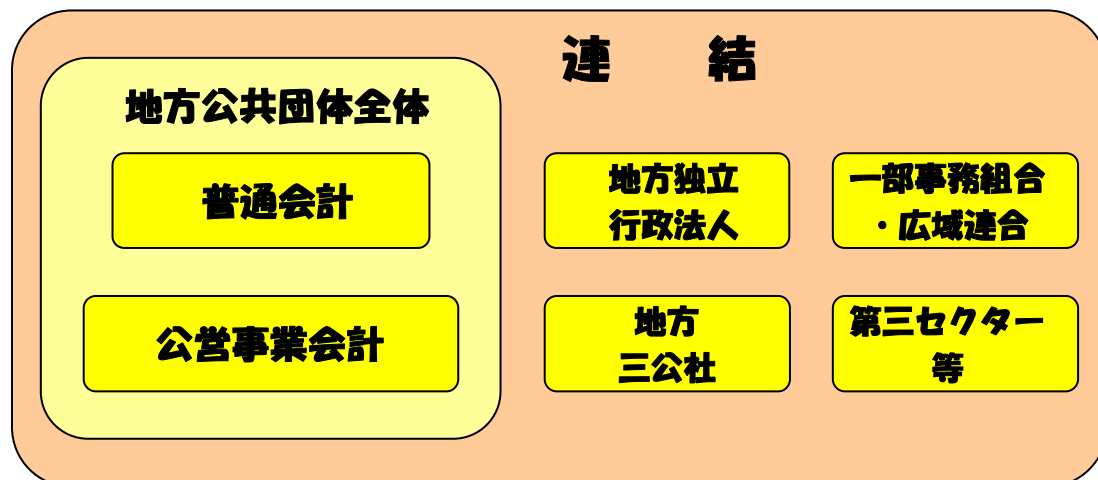 連 結
地方公共団体全体
普通会計
公営事業会計
地方独立
行政法人
一部事務組合
・広域連合
地方
三公社
第三セクター
等